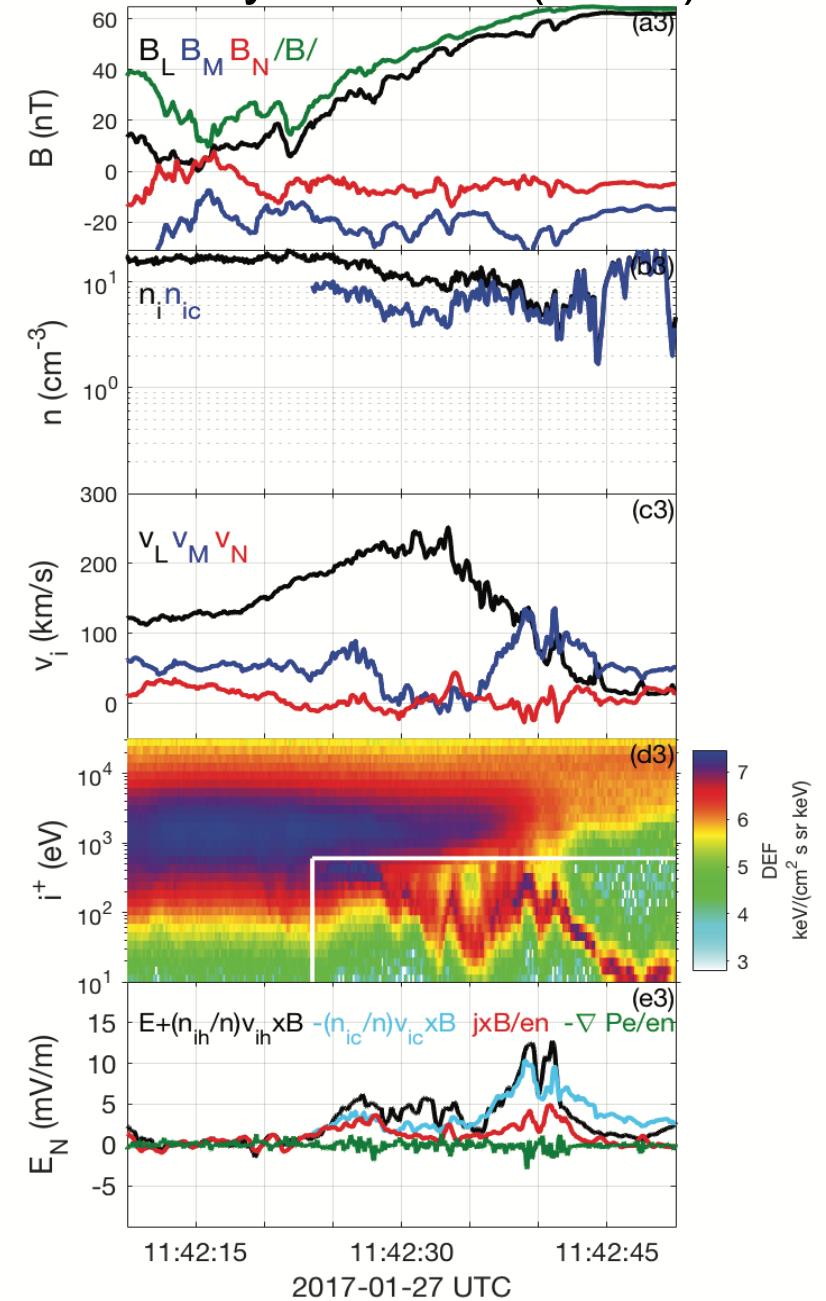 (a3)
B_L B_M B_N /B/
60
40
20
0
-20
B (nT)
(b3)
n_i n_ic
10^1
10^0
n (cm^-3)
(c3)
v_L v_M v_N
300
200
100
0
v_i (km/s)
(d3)
10^4
10^3
10^2
10^1
i^+ (eV)
7
6
5
4
3
DEF
keV/(cm^2 s sr keV)
(e3)
E+(n_ih/n)v_ihxB -(n_ic/n)v_icxB jxB/en -∇ Pe/en
15
10
5
0
-5
E_N (mV/m)
11:42:15 11:42:30 11:42:45
2017-01-27 UTC